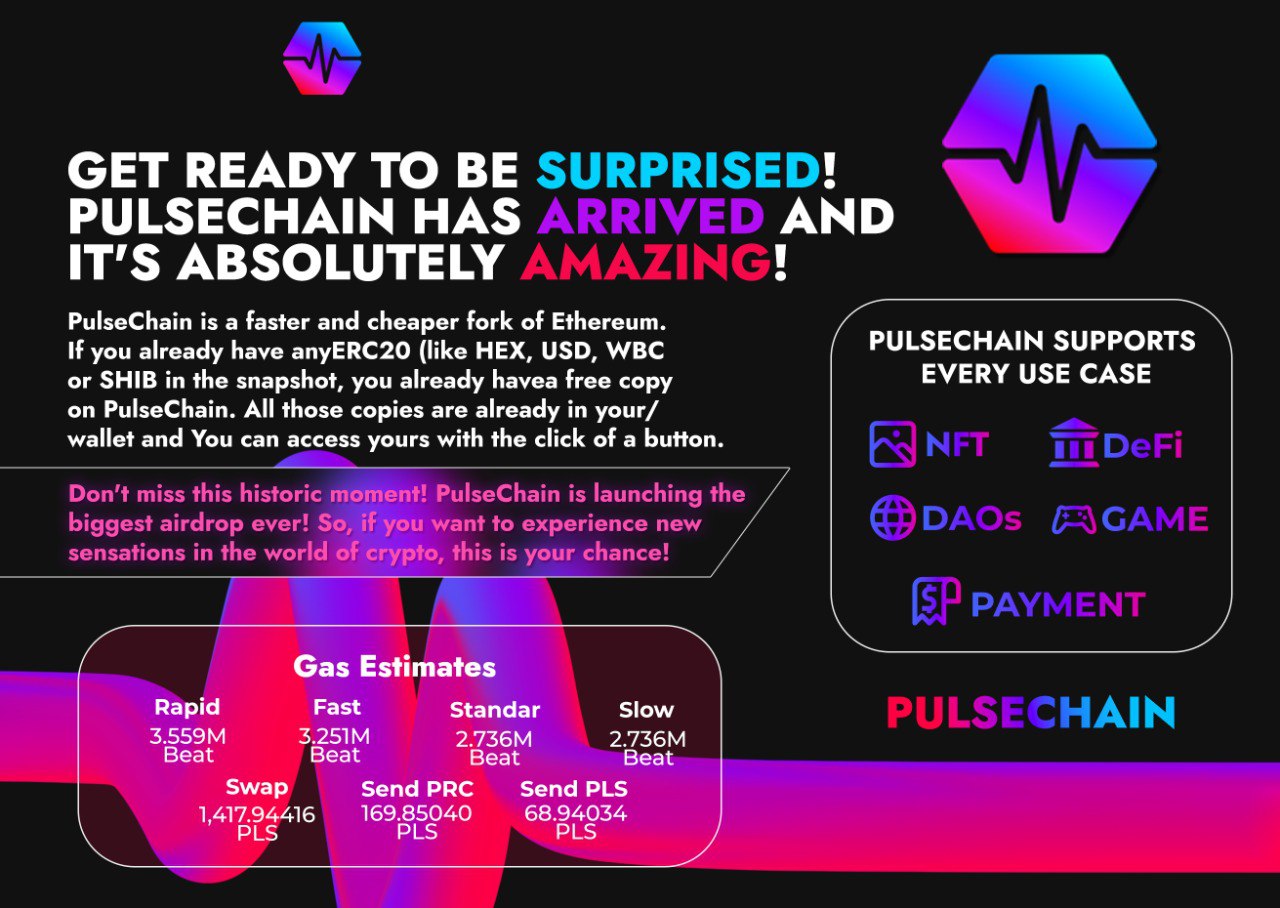 GET READY TO BE SURPRISED!
PULSECHAIN HAS ARRIVED AND
IT'S ABSOLUTELY AMAZING!
PulseChain is a faster and cheaper fork of Ethereum.
If you already have anyERC20 (like HEX, USD, WBC
or SHIB in the snapshot, you already havea free copy
on PulseChain. All those copies are already in your/
wallet and You can access yours with the click of a button.
Don't miss this historic moment! PulseChain is launching the
biggest airdrop ever! So, if you want to experience new
sensations in the world of crypto, this is your chance!
Gas Estimates
Rapid Fast Standar Slow
3.559M 3.251M 2.736M 2.736M
Beat Beat Beat Beat
Swap Send PRC Send PLS
1,417.94416 169.85040 68.94034
PLS PLS PLS
PULSECHAIN SUPPORTS
EVERY USE CASE
NFT DeFi
DAOs GAME
$ PAYMENT
PULSECHAIN